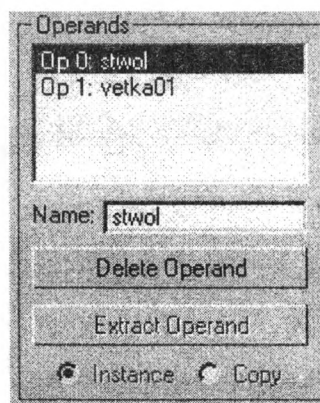 Operands
Op 0: stwol
Op 1: vetka01
Name: stwol
Delete Operand
Extract Operand
Instance Copy